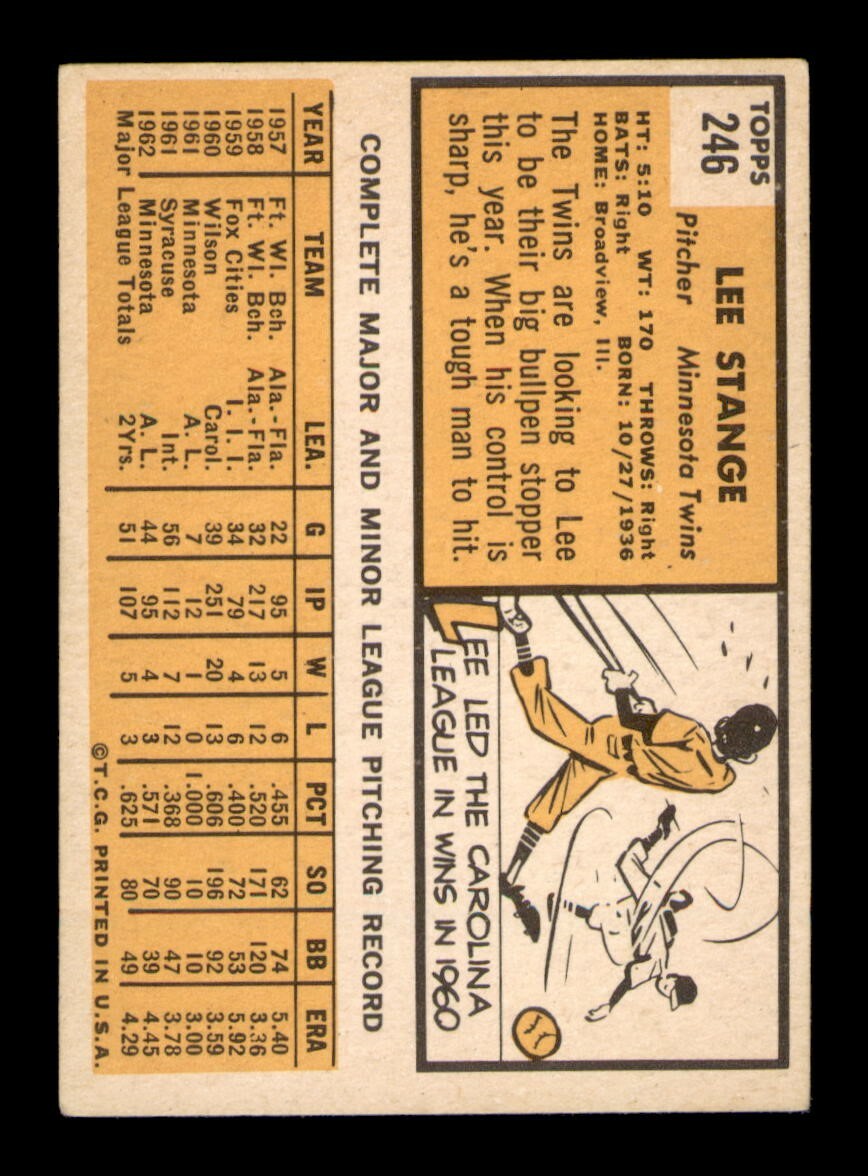 TOPPS
246
LEE STANGE
Pitcher Minnesota Twins
HT: 5:10 WT: 170 THROWS: Right
BATS: Right BORN: 10/27/1936
HOME: Broadview, Ill.
The Twins are looking to Lee
to be their big bullpen stopper
this year. When his control is
sharp, he's a tough man to hit.
LEE LED THE CAROLINA
LEAGUE IN WINS IN 1960
COMPLETE MAJOR AND MINOR LEAGUE PITCHING RECORD
YEAR TEAM LEA. G IP W L PCT SO BB ERA
1957 Ft. Wl. Bch. Ala.-Fla. 22 95 5 6 .455 62 74 5.40
1958 Ft. Wl. Bch. Ala.-Fla. 32 217 13 12 .520 171 120 3.36
1959 Fox Cities I. I. I. 34 79 4 6 .400 72 53 5.92
1960 Wilson Carol. 39 251 20 13 .606 196 92 3.59
1961 Minnesota A. L. 7 12 1 0 1.000 10 10 3.00
1961 Syracuse Int. 56 112 7 12 .368 90 47 3.78
1962 Minnesota A. L. 44 95 4 3 .571 70 39 4.45
Major League Totals 2Yrs. 51 107 5 3 .625 80 49 4.29
©T.C.G. PRINTED IN U.S.A.